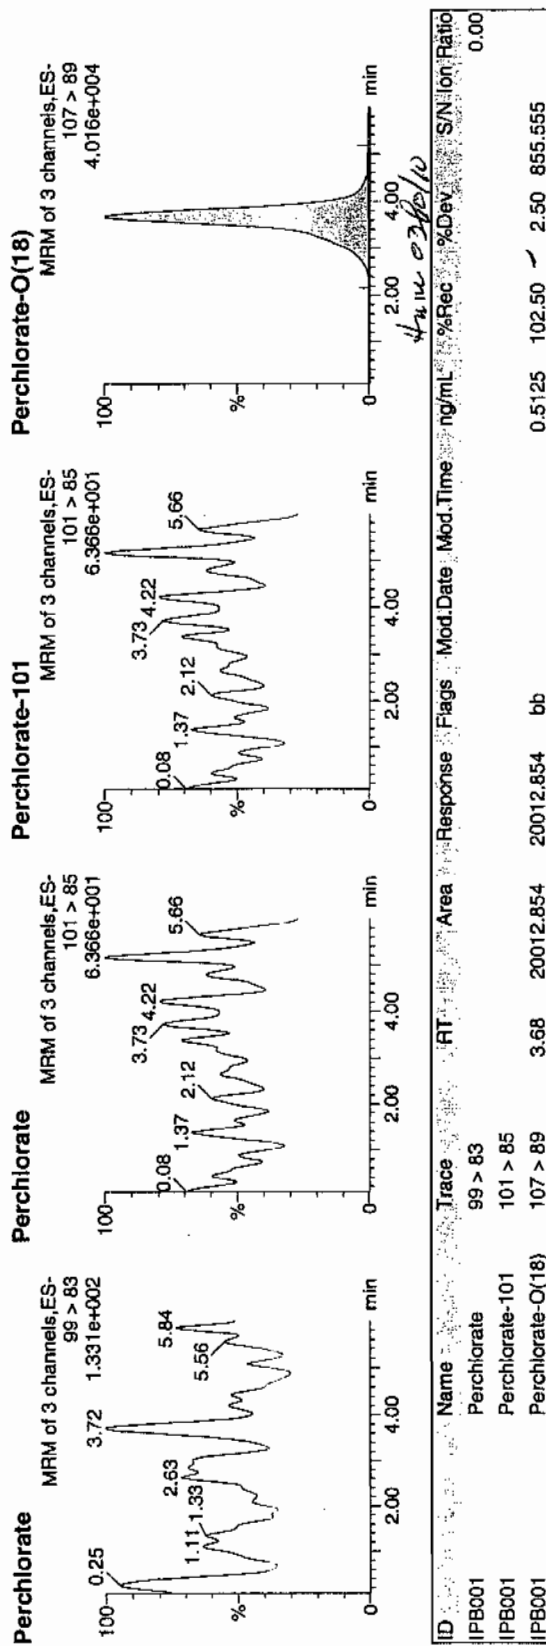 Perchlorate
MRM of 3 channels,ES-
99 > 83
1.331e+002
100
%
0
0.25
1.11
1.33
2.63
3.72
5.56
5.84
2.00
4.00
min
Perchlorate
MRM of 3 channels,ES-
101 > 85
6.366e+001
100
%
0
0.08
1.37
2.12
3.73
4.22
5.66
2.00
4.00
min
Perchlorate-101
MRM of 3 channels,ES-
101 > 85
6.366e+001
100
%
0
0.08
1.37
2.12
3.73
4.22
5.66
2.00
4.00
min
Perchlorate-O(18)
MRM of 3 channels,ES-
107 > 89
4.016e+004
100
%
0
2.00
4.00
min
ID Name Trace RT Area Response Flags Mod.Date Mod.Time ng/mL %Rec %Dev S/N Ion Ratio
IPB001 Perchlorate 99 > 83 0.00
IPB001 Perchlorate-101 101 > 85
IPB001 Perchlorate-O(18) 107 > 89 3.68 20012.854 20012.854 bb 0.5125 102.50 2.50 855.555